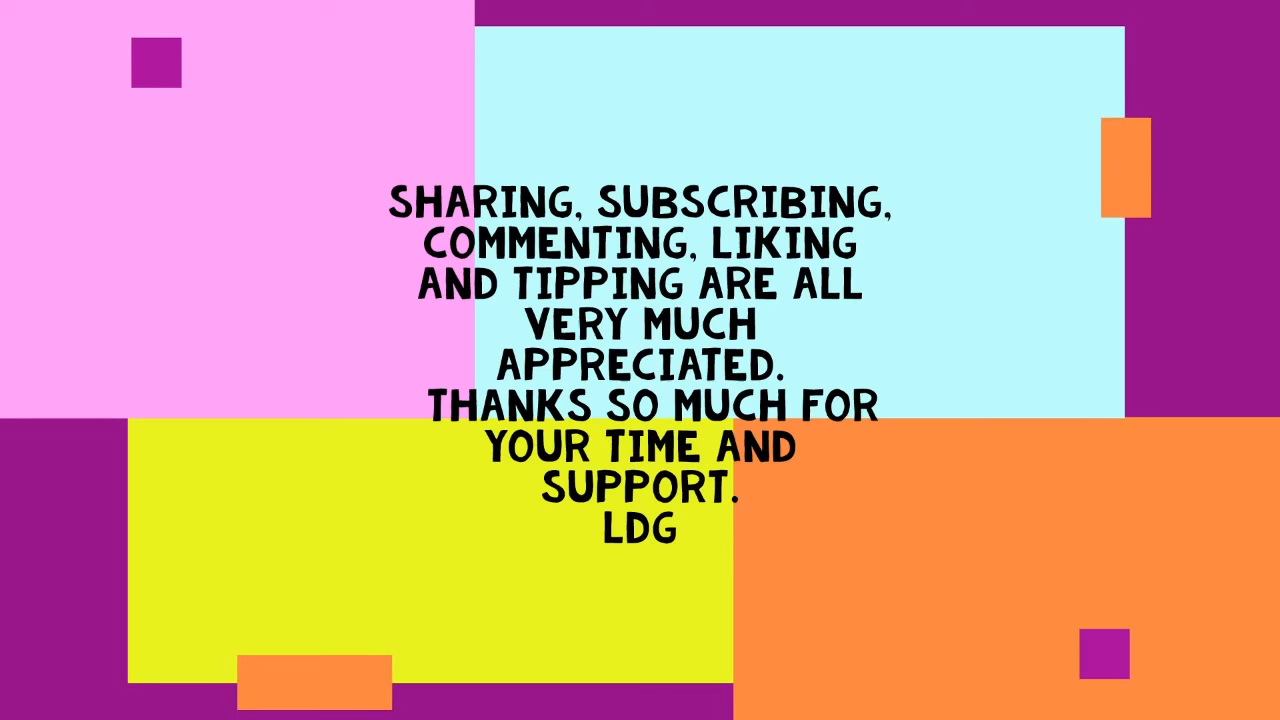 SHARING, SUBSCRIBING,
COMMENTING, LIKING
AND TIPPING ARE ALL
VERY MUCH
APPRECIATED.
THANKS SO MUCH FOR
YOUR TIME AND
SUPPORT.
LDG